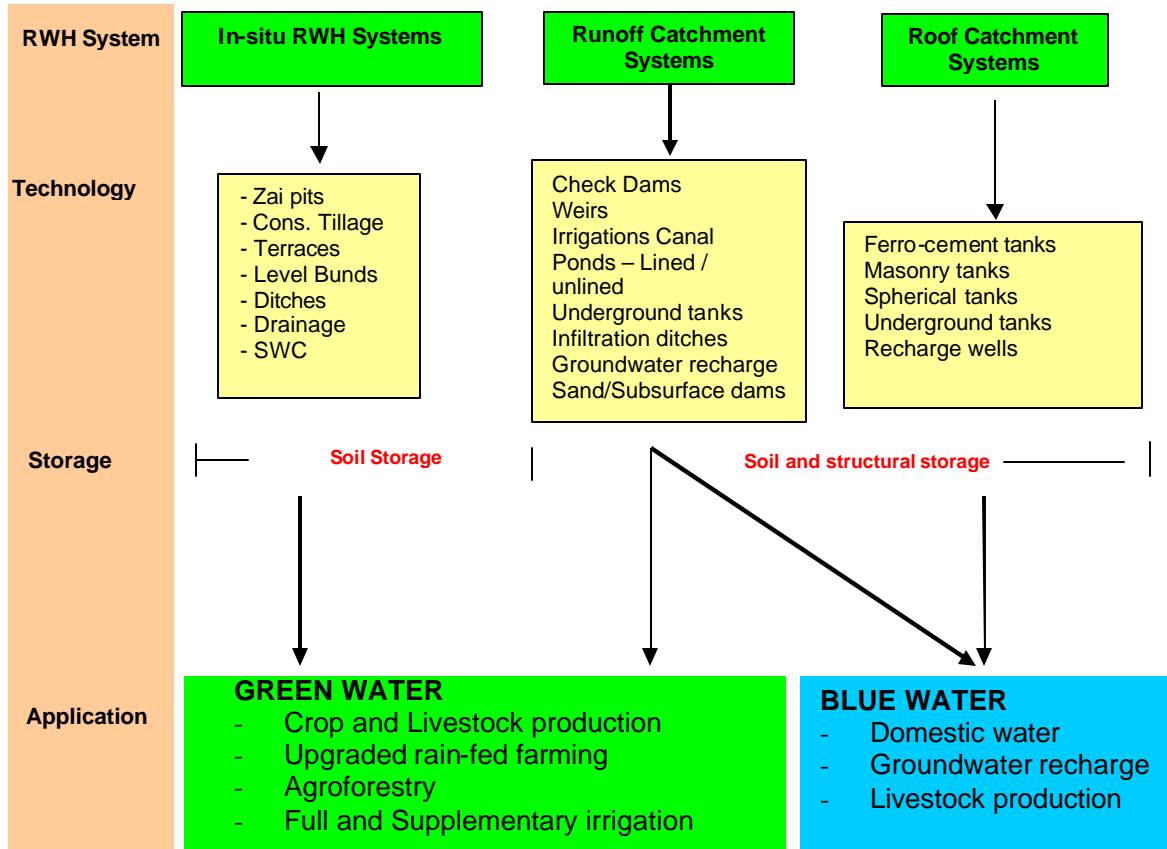 RWH System
In-situ RWH Systems
Runoff Catchment
Systems
Roof Catchment
Systems
Technology
- Zai pits
- Cons. Tillage
- Terraces
- Level Bunds
- Ditches
- Drainage
- SWC
Check Dams
Weirs
Irrigations Canal
Ponds – Lined /
unlined
Underground tanks
Infiltration ditches
Groundwater recharge
Sand/Subsurface dams
Ferro-cement tanks
Masonry tanks
Spherical tanks
Underground tanks
Recharge wells
Storage
Soil Storage
Soil and structural storage
Application
GREEN WATER
- Crop and Livestock production
- Upgraded rain-fed farming
- Agroforestry
- Full and Supplementary irrigation
BLUE WATER
- Domestic water
- Groundwater recharge
- Livestock production